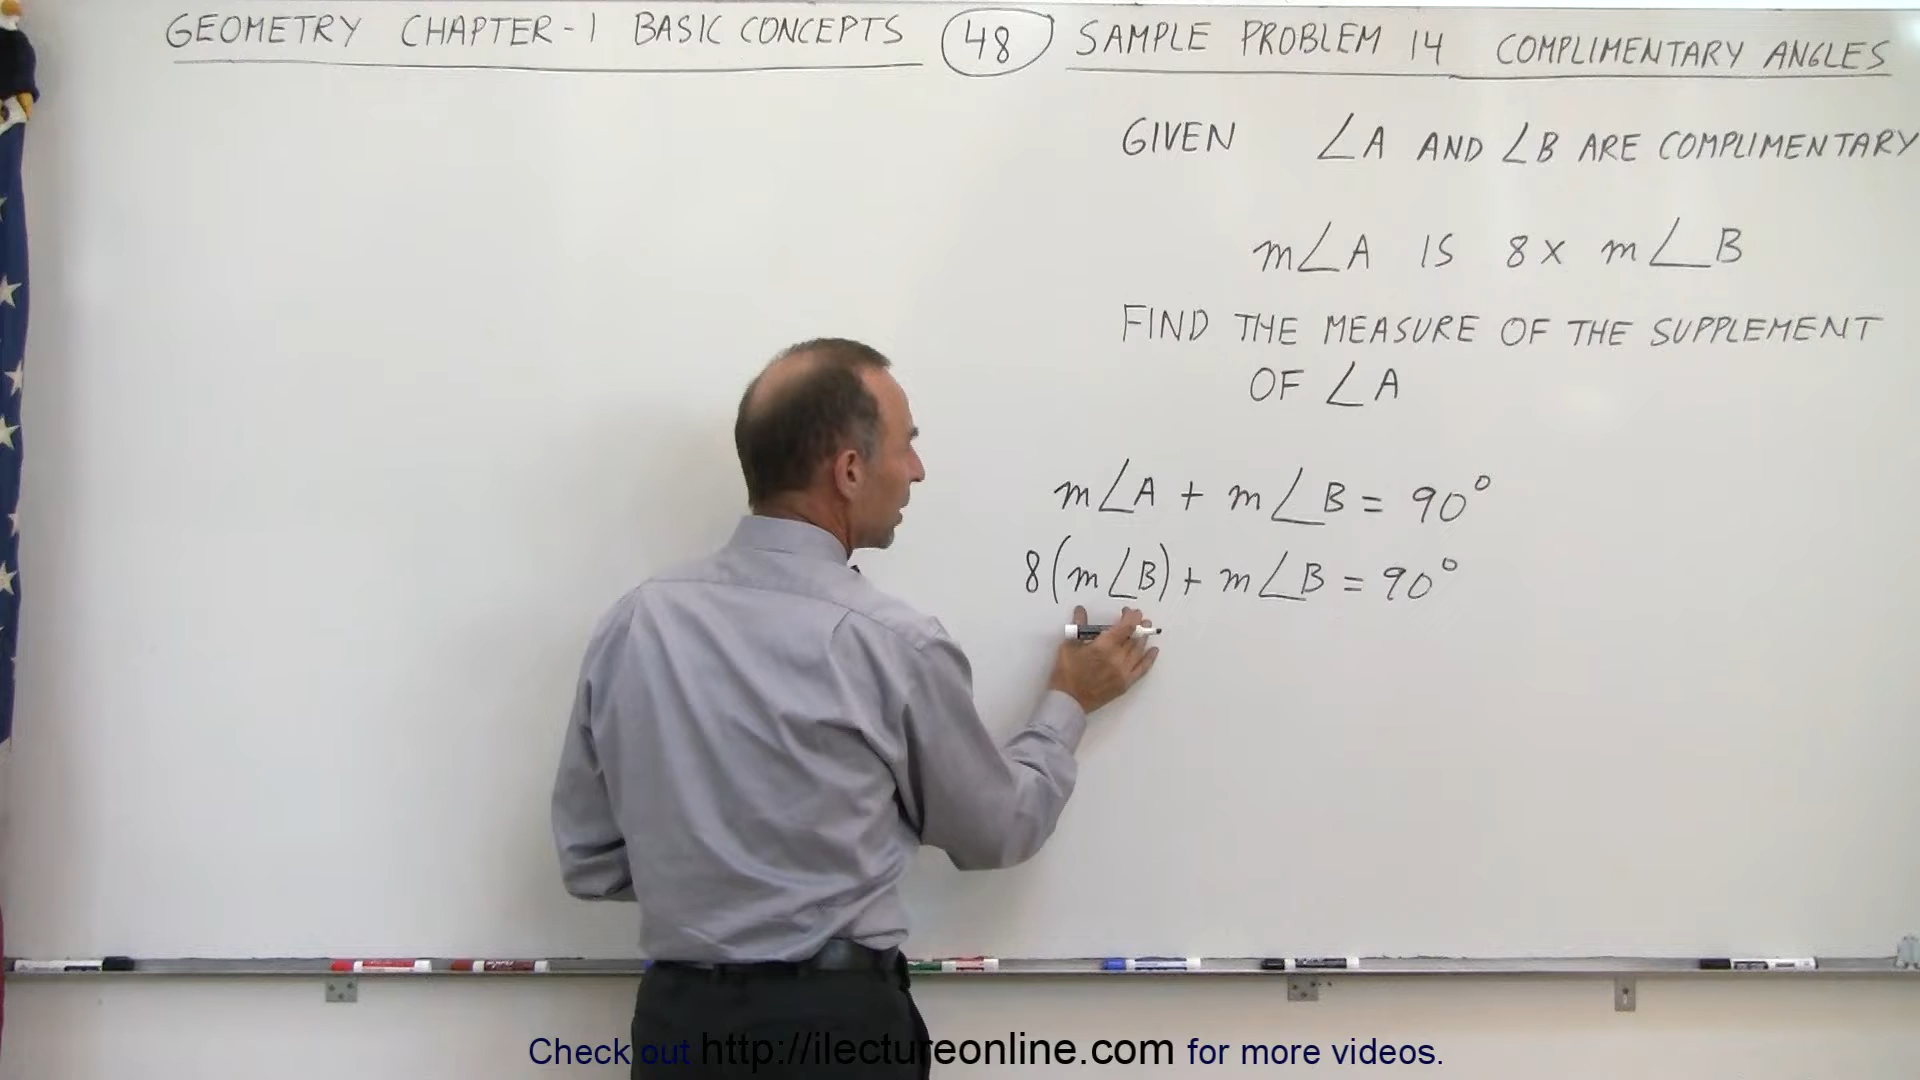 GEOMETRY CHAPTER-1 BASIC CONCEPTS 48 SAMPLE PROBLEM 14 COMPLIMENTARY ANGLES
GIVEN ∠A AND ∠B ARE COMPLIMENTARY
m∠A IS 8x m∠B
FIND THE MEASURE OF THE SUPPLEMENT
OF ∠A
m∠A + m∠B = 90°
8(m∠B) + m∠B = 90°
Check out http://ilectureonline.com for more videos.